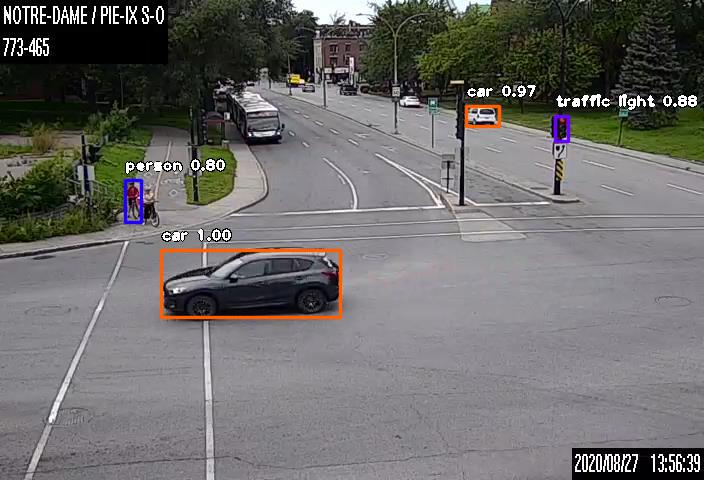 NOTRE-DAME / PIE-IX S-O
773-465
car 0.97
traffic light 0.88
person 0.80
car 1.00
2020/08/27 13:56:39